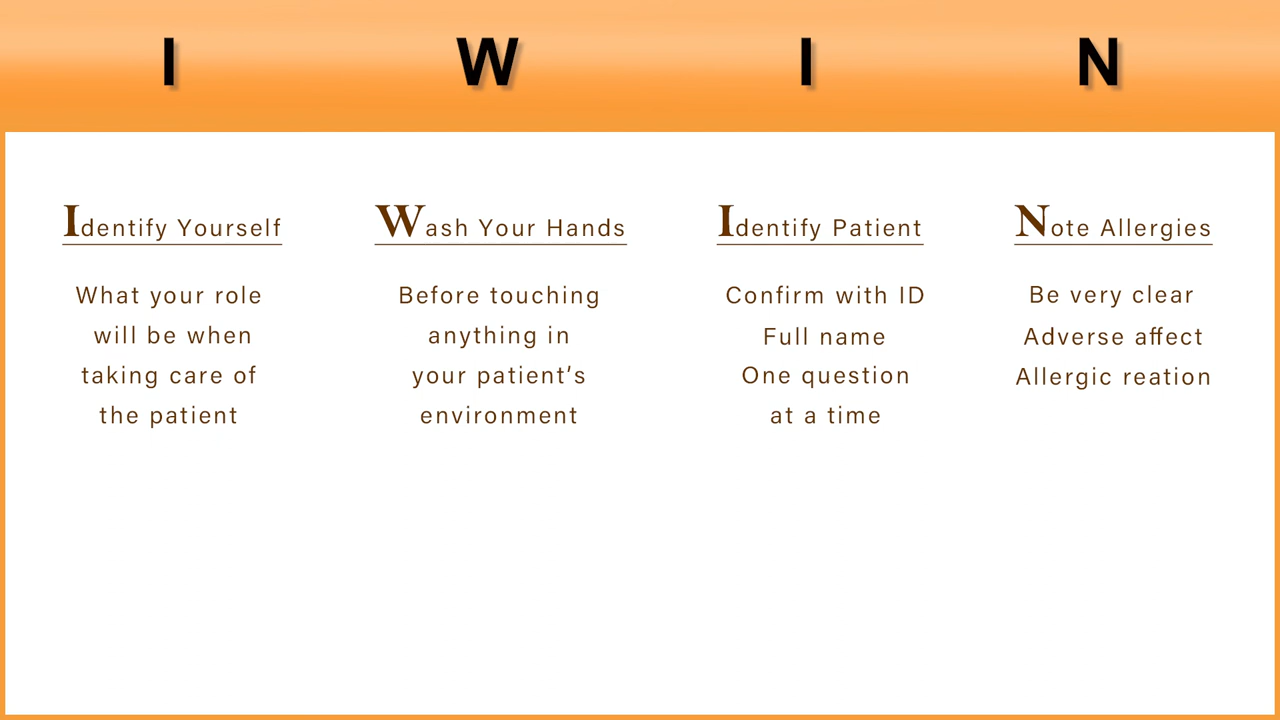 I W I N
Identify Yourself
What your role
will be when
taking care of
the patient
Wash Your Hands
Before touching
anything in
your patient’s
environment
Identify Patient
Confirm with ID
Full name
One question
at a time
Note Allergies
Be very clear
Adverse affect
Allergic reation